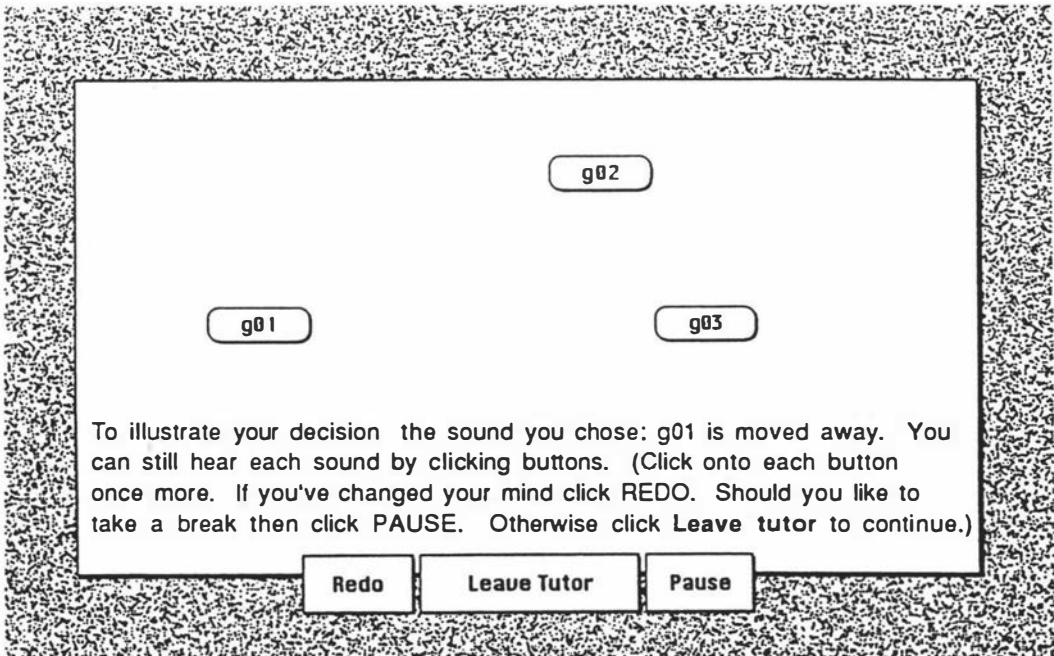 g02
g01 g03
To illustrate your decision the sound you chose: g01 is moved away. You
can still hear each sound by clicking buttons. (Click onto each button
once more. If you've changed your mind click REDO. Should you like to
take a break then click PAUSE. Otherwise click Leave tutor to continue.)
Redo Leave Tutor Pause